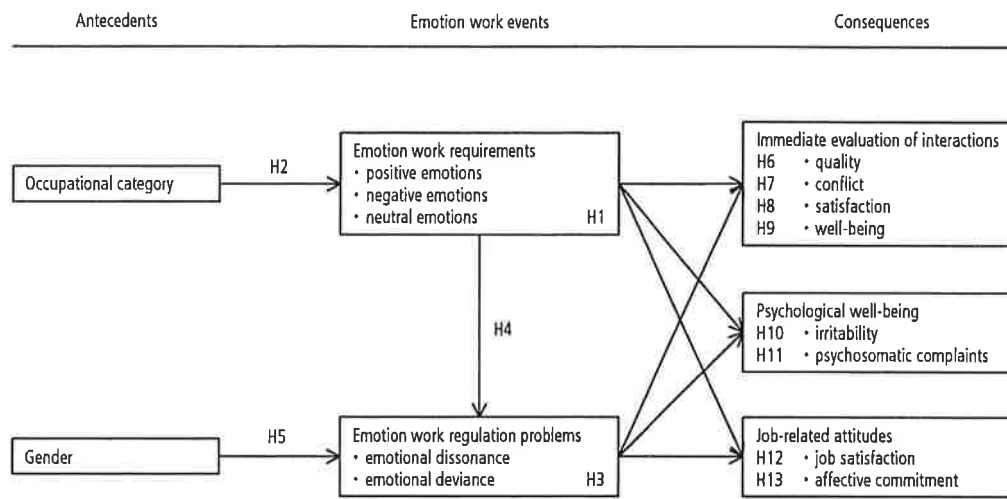 Antecedents
Emotion work events
Consequences
Occupational category
H2
Emotion work requirements
• positive emotions
• negative emotions
• neutral emotions H1
Immediate evaluation of interactions
H6 • quality
H7 • conflict
H8 • satisfaction
H9 • well-being
H4
Psychological well-being
H10 • irritability
H11 • psychosomatic complaints
Gender
H5
Emotion work regulation problems
• emotional dissonance
• emotional deviance H3
Job-related attitudes
H12 • job satisfaction
H13 • affective commitment